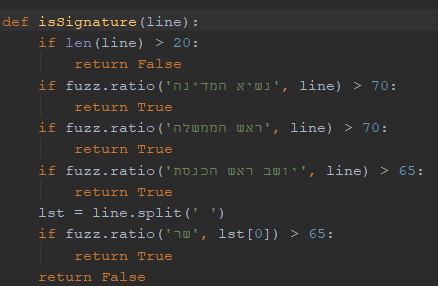 def isSignature(line):
if len(line) > 20:
return False
if fuzz.ratio('נשיא המדינה', line) > 70:
return True
if fuzz.ratio('ראש הממשלה', line) > 70:
return True
if fuzz.ratio('יושב ראש הכנסת', line) > 65:
return True
lst = line.split(' ')
if fuzz.ratio('שר', lst[0]) > 65:
return True
return False